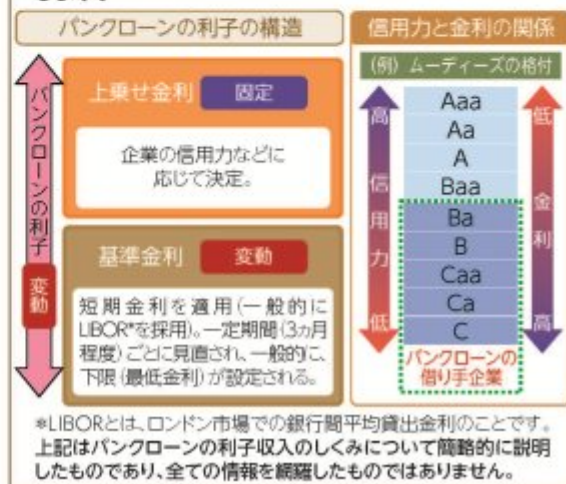 バンクローンの利子の構造
バンクローンの利子
変動
上乗せ金利
固定
企業の信用力などに
応じて決定。
基準金利
変動
短期金利を適用(一般的に
LIBOR*を採用)。一定期間(3ヵ月
程度)ごとに見直され、一般的に、
下限(最低金利)が設定される。
信用力と金利の関係
(例) ムーディーズの格付
高
信用力
低
Aaa
Aa
A
Baa
Ba
B
Caa
Ca
C
バンクローンの
借り手企業
低
金利
高
*LIBORとは、ロンドン市場での銀行間平均貸出金利のことです。
上記はバンクローンの利子収入のしくみについて簡略的に説明
したものであり、全ての情報を網羅したものではありません。